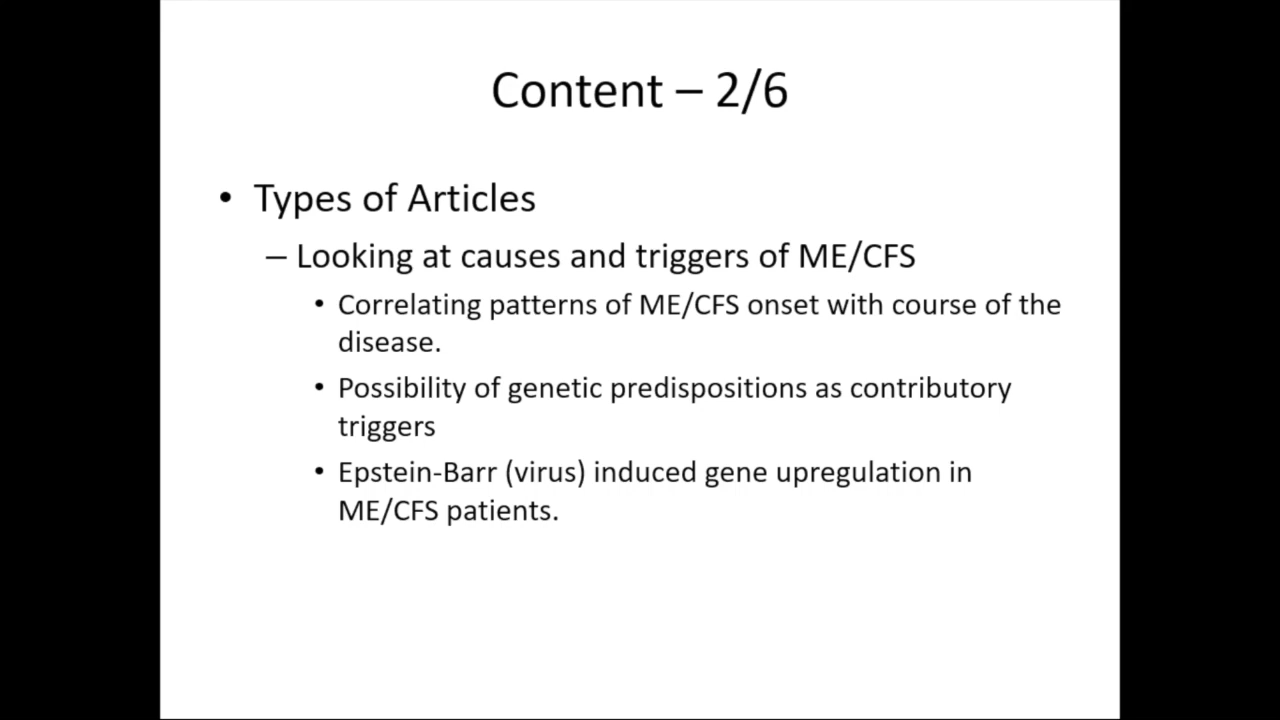 Content – 2/6
• Types of Articles
– Looking at causes and triggers of ME/CFS
• Correlating patterns of ME/CFS onset with course of the
disease.
• Possibility of genetic predispositions as contributory
triggers
• Epstein-Barr (virus) induced gene upregulation in
ME/CFS patients.